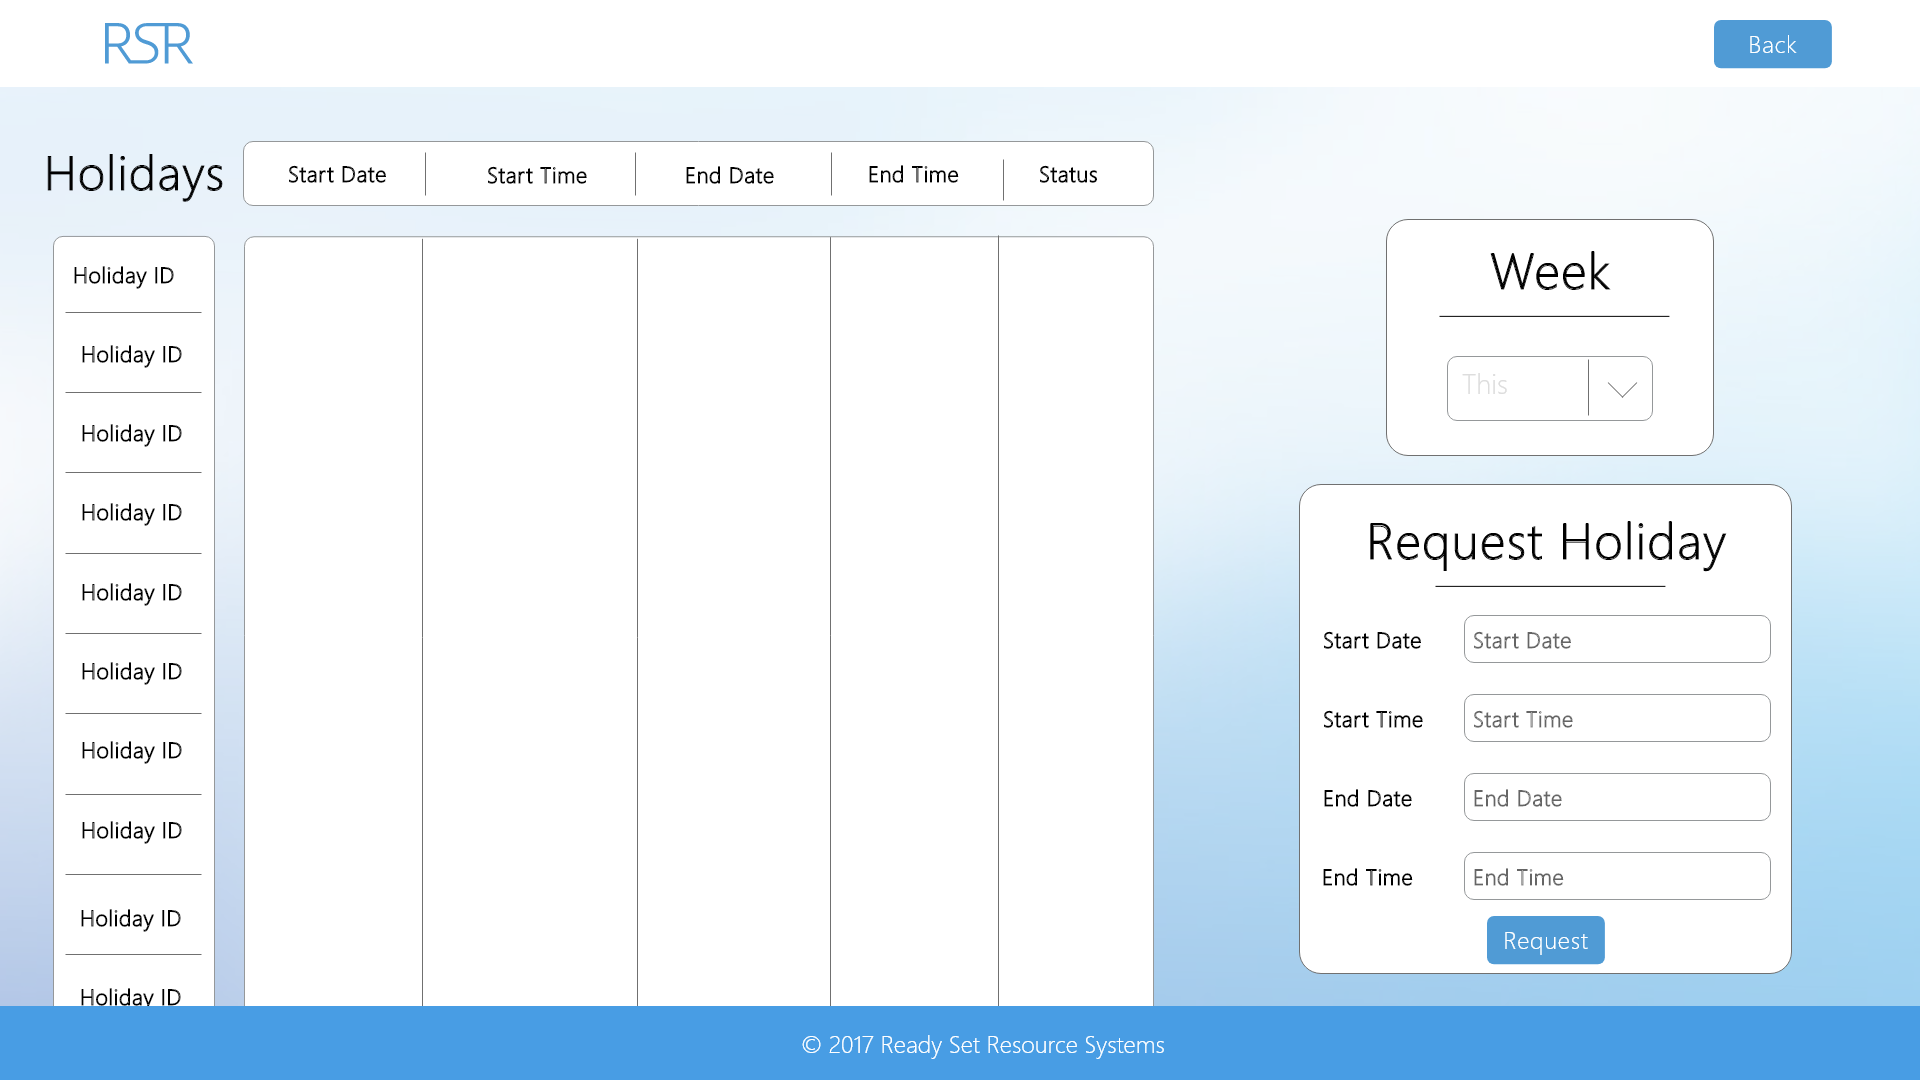 RSR
Back
Holidays
Start Date Start Time End Date End Time Status
Holiday ID
Holiday ID
Holiday ID
Holiday ID
Holiday ID
Holiday ID
Holiday ID
Holiday ID
Holiday ID
Holiday ID
Week
This
Request Holiday
Start Date Start Date
Start Time Start Time
End Date End Date
End Time End Time
Request
© 2017 Ready Set Resource Systems